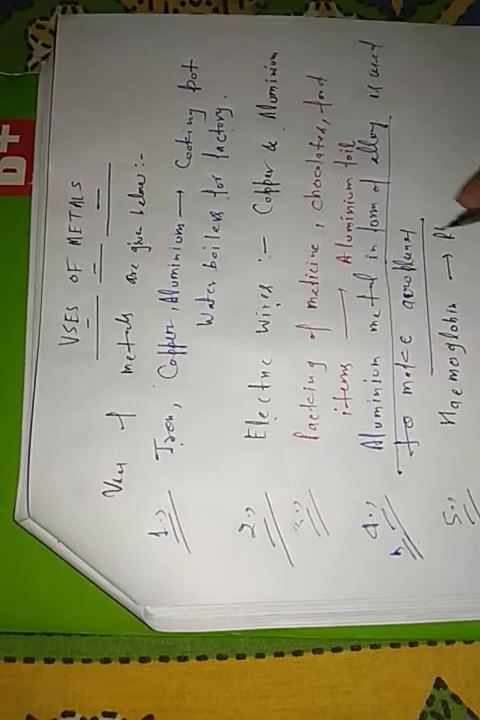 USES OF METALS
Uses of metals are give below:-
1.) Iron, Copper, Aluminium → Cooking pot
Water boilers for factory.
2.) Electric Wires :- Copper & Aluminium
3.) Packing of medicine, chocolates, food
items → Aluminium foil
4.) Aluminium metal in form of alloy is used
to make aeroplanes
5.) Haemoglobin →
D+